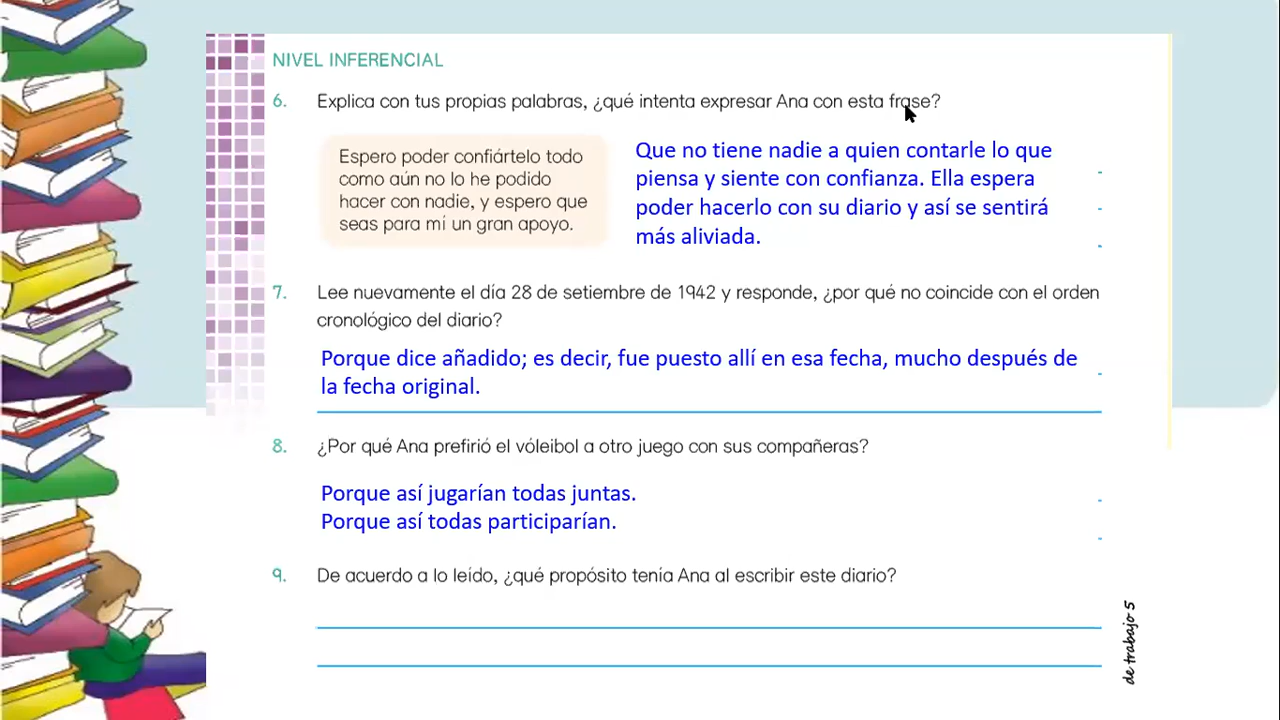 NIVEL INFERENCIAL
6. Explica con tus propias palabras, ¿qué intenta expresar Ana con esta frase?
Espero poder confiártelo todo
como aún no lo he podido
hacer con nadie, y espero que
seas para mí un gran apoyo.
Que no tiene nadie a quien contarle lo que
piensa y siente con confianza. Ella espera
poder hacerlo con su diario y así se sentirá
más aliviada.
7. Lee nuevamente el día 28 de setiembre de 1942 y responde, ¿por qué no coincide con el orden
cronológico del diario?
Porque dice añadido; es decir, fue puesto allí en esa fecha, mucho después de
la fecha original.
8. ¿Por qué Ana prefirió el vóleibol a otro juego con sus compañeras?
Porque así jugarían todas juntas.
Porque así todas participarían.
9. De acuerdo a lo leído, ¿qué propósito tenía Ana al escribir este diario?
de trabajo 5